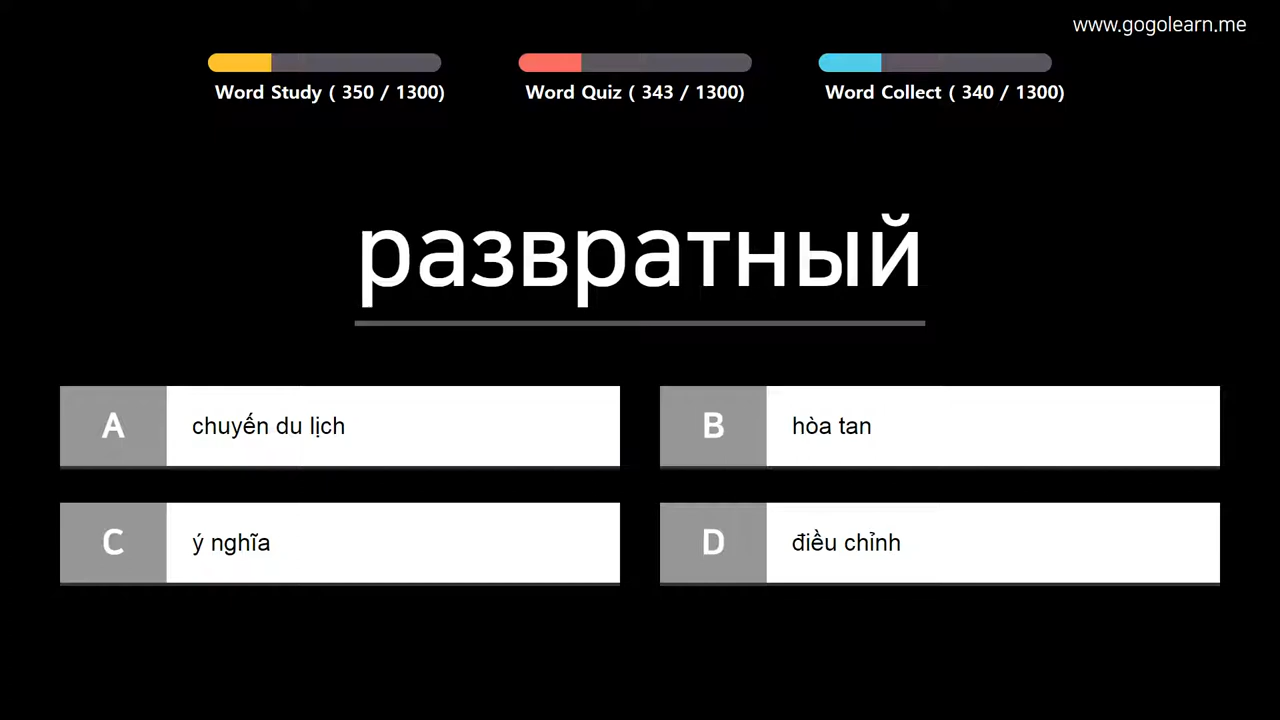 www.gogolearn.me
Word Study ( 350 / 1300)
Word Quiz ( 343 / 1300)
Word Collect ( 340 / 1300)
развратный
A chuyến du lịch
B hòa tan
C ý nghĩa
D điều chỉnh